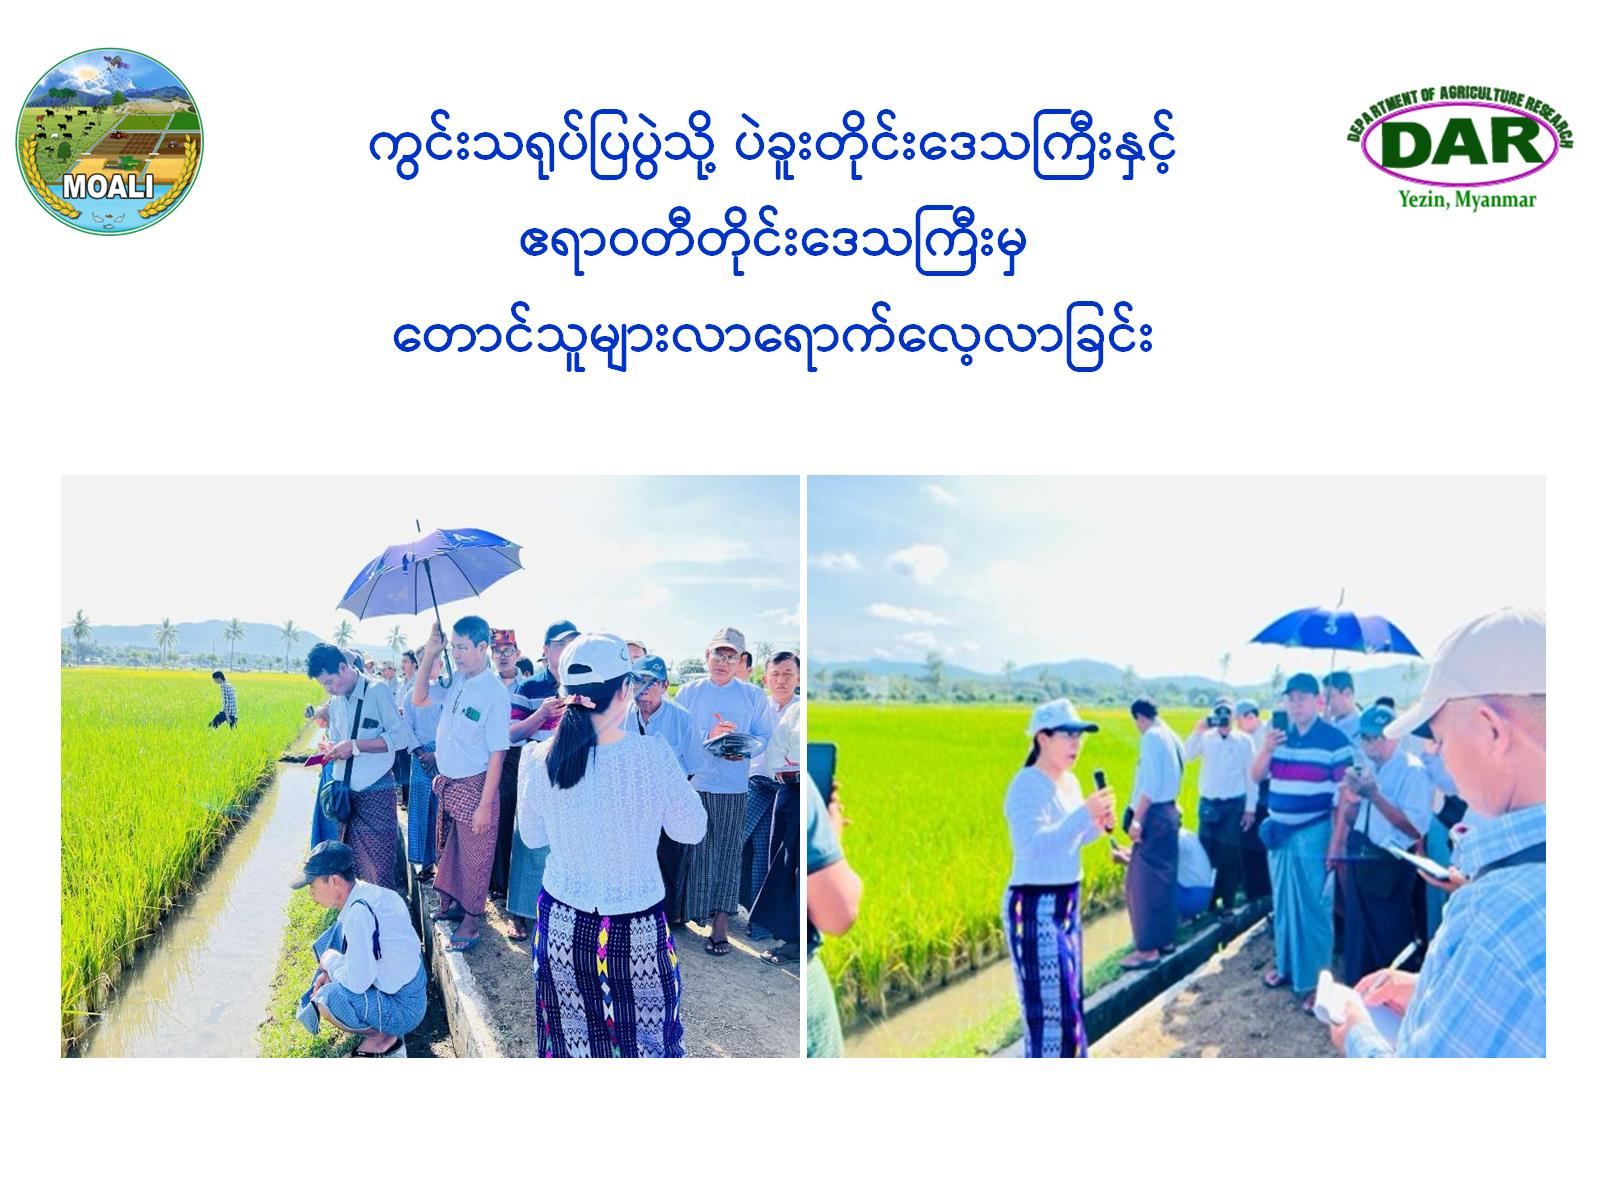 MOALI
DEPARTMENT OF AGRICULTURE RESEARCH
DAR
Yezin, Myanmar
ကွင်းသရုပ်ပြပွဲသို့ ပဲခူးတိုင်းဒေသကြီးနှင့်
ဧရာဝတီတိုင်းဒေသကြီးမှ
တောင်သူများလာရောက်လေ့လာခြင်း